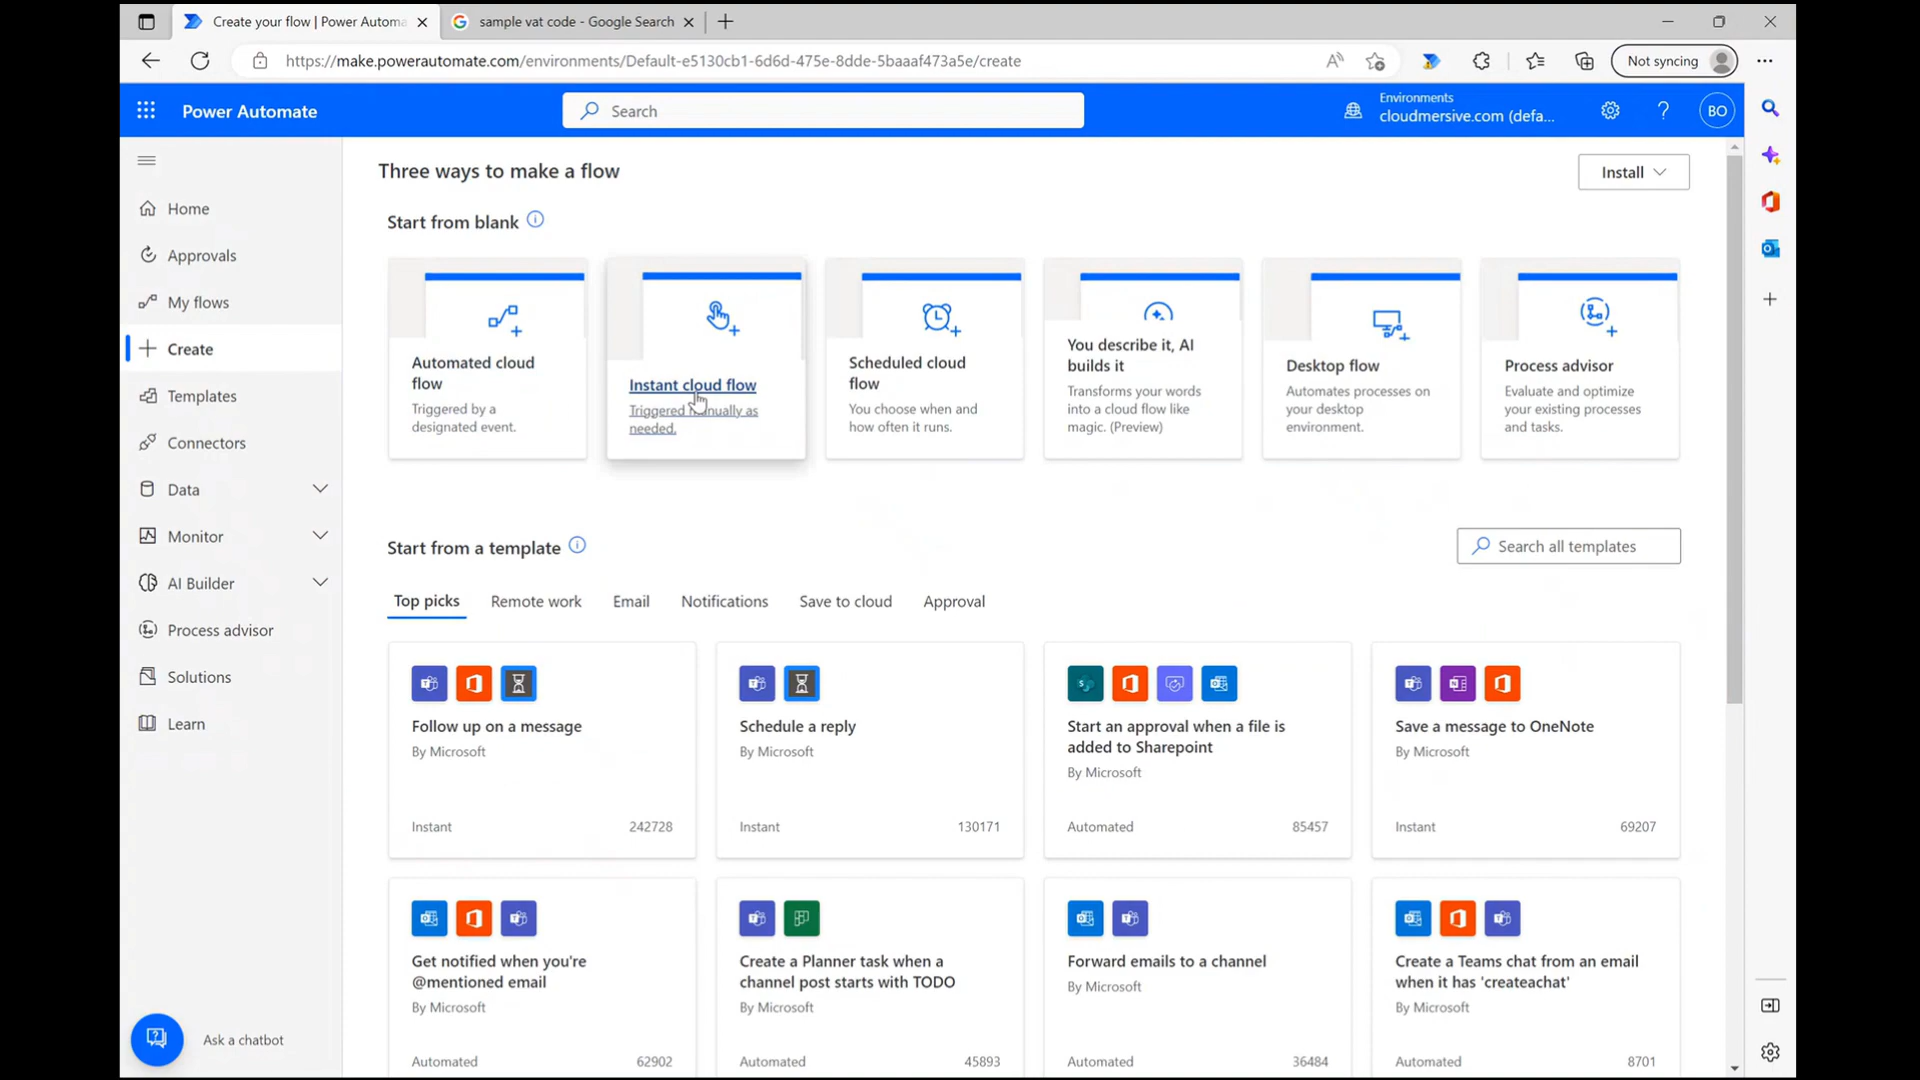 Create your flow | Power Automa
sample vat code - Google Search
https://make.powerautomate.com/environments/Default-e5130cb1-6d6d-475e-8dde-5baaaf473a5e/create
Not syncing
Power Automate
Search
Environments
cloudmersive.com (defa...
BO
Home
Approvals
My flows
Create
Templates
Connectors
Data
Monitor
AI Builder
Process advisor
Solutions
Learn
Ask a chatbot
Three ways to make a flow
Install
Start from blank
Automated cloud
flow
Triggered by a
designated event.
Instant cloud flow
Triggered manually as
needed.
Scheduled cloud
flow
You choose when and
how often it runs.
You describe it, AI
builds it
Transforms your words
into a cloud flow like
magic. (Preview)
Desktop flow
Automates processes on
your desktop
environment.
Process advisor
Evaluate and optimize
your existing processes
and tasks.
Start from a template
Search all templates
Top picks
Remote work
Email
Notifications
Save to cloud
Approval
Follow up on a message
By Microsoft
Instant
242728
Schedule a reply
By Microsoft
Instant
130171
Start an approval when a file is
added to Sharepoint
By Microsoft
Automated
85457
Save a message to OneNote
By Microsoft
Instant
69207
Get notified when you're
@mentioned email
By Microsoft
Automated
62902
Create a Planner task when a
channel post starts with TODO
By Microsoft
Automated
45893
Forward emails to a channel
By Microsoft
Automated
36484
Create a Teams chat from an email
when it has 'createachat'
By Microsoft
Automated
8701